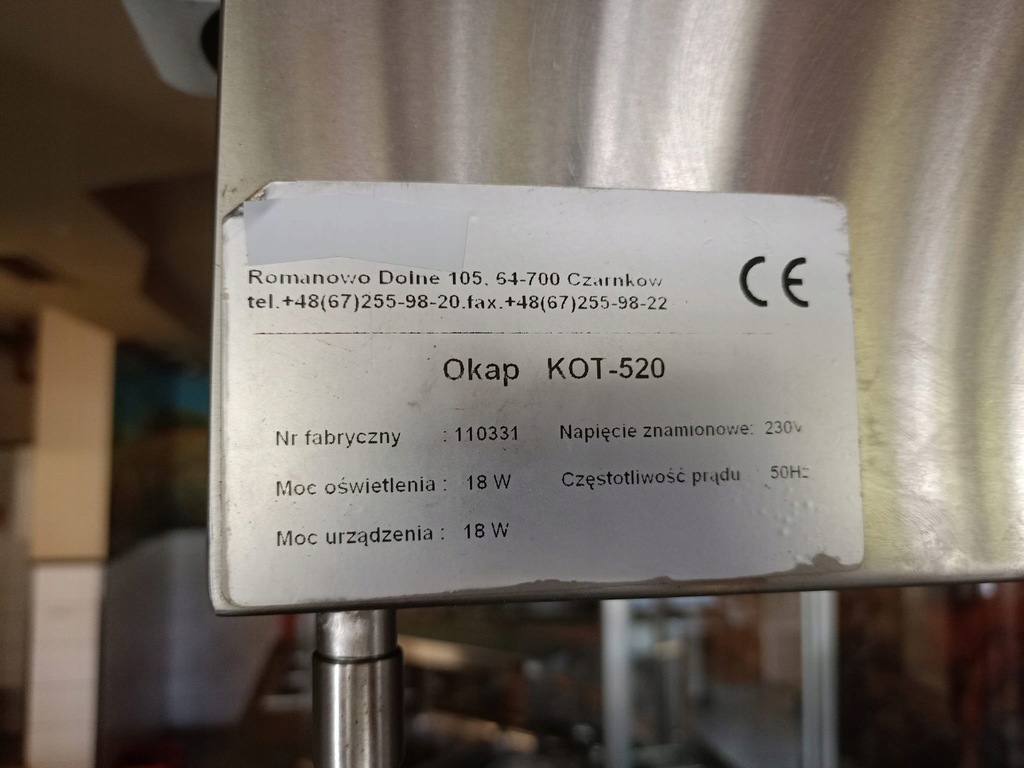 Romanowo Dolne 105, 64-700 Czarnków
tel.+48(67)255-98-20.fax.+48(67)255-98-22
CE
Okap KOT-520
Nr fabryczny : 110331 Napięcie znamionowe: 230v
Moc oświetlenia : 18 W Częstotliwość prądu : 50Hz
Moc urządzenia : 18 W